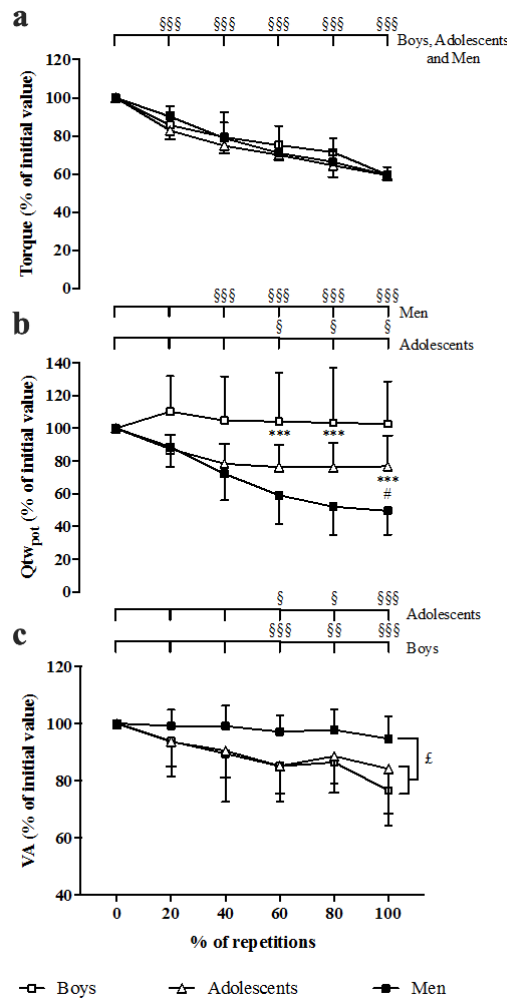 a
§§§ §§§ §§§ §§§ §§§
Boys, Adolescents
and Men
Torque (% of initial value)
120
100
80
60
40
20
0
§§§ §§§ §§§ §§§
Men
b
§ § §
Adolescents
Qtwpot (% of initial value)
140
120
100
80
60
40
20
0
*** ***
***
#
§ § §§§
Adolescents
c
§§§ §§ §§§
Boys
VA (% of initial value)
120
100
80
60
40
£
0 20 40 60 80 100
% of repetitions
Boys Adolescents Men